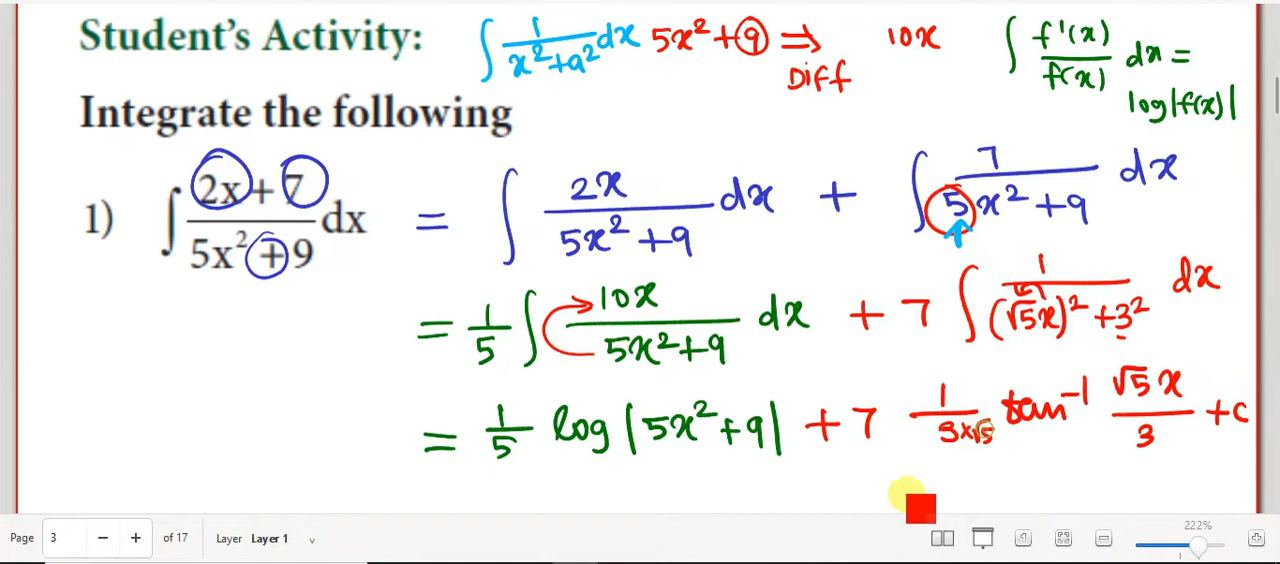 Student's Activity: ∫ 1/(x²+a²) dx 5x²+9 ⇒ Diff 10x ∫ f'(x)/f(x) dx = log|f(x)|
Integrate the following
1) ∫ (2x + 7)/(5x² + 9) dx = ∫ 2x/(5x²+9) dx + ∫ 7/(5x²+9) dx
= 1/5 ∫ 10x/(5x²+9) dx + 7 ∫ 1/((√5x)²+3²) dx
= 1/5 log|5x²+9| + 7 1/(3×√5) tan⁻¹ √5x/3 + c
Page 3 − + of 17 Layer Layer 1 222%